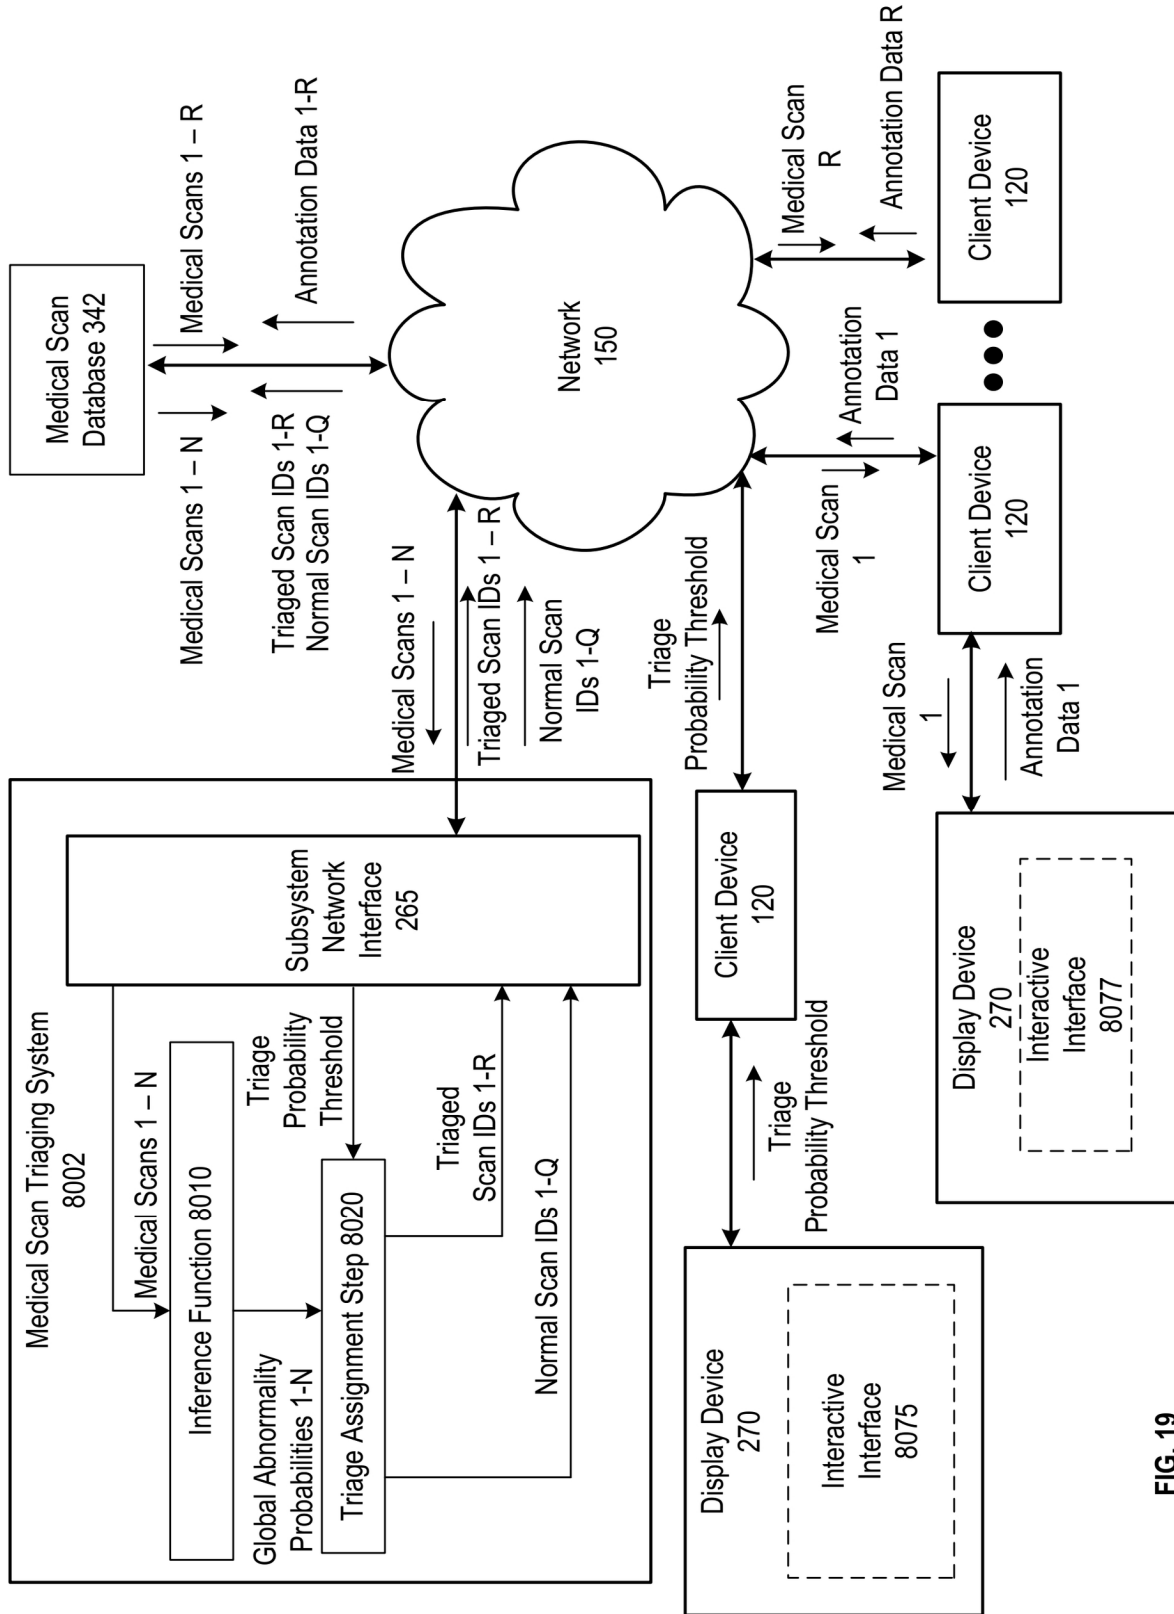 Medical Scan Triaging System
8002
Medical Scans 1 – N
Inference Function 8010
Global Abnormality
Probabilities 1-N
Triage
Probability
Threshold
Triage Assignment Step 8020
Triaged
Scan IDs 1-R
Normal Scan IDs 1-Q
Subsystem
Network
Interface
265
Medical Scans 1 – N
Triaged Scan IDs 1 – R
Normal Scan
IDs 1-Q
Medical Scan
Database 342
Medical Scans 1 – R
Annotation Data 1-R
Medical Scans 1 – N
Triaged Scan IDs 1-R
Normal Scan IDs 1-Q
Network
150
Display Device
270
Interactive
Interface
8075
Triage
Probability Threshold
Client Device
120
Triage
Probability Threshold
Display Device
270
Interactive
Interface
8077
Medical Scan
1
Annotation
Data 1
Client Device
120
Medical Scan
1
Annotation
Data 1
Client Device
120
Medical Scan
R
Annotation Data R
FIG. 19